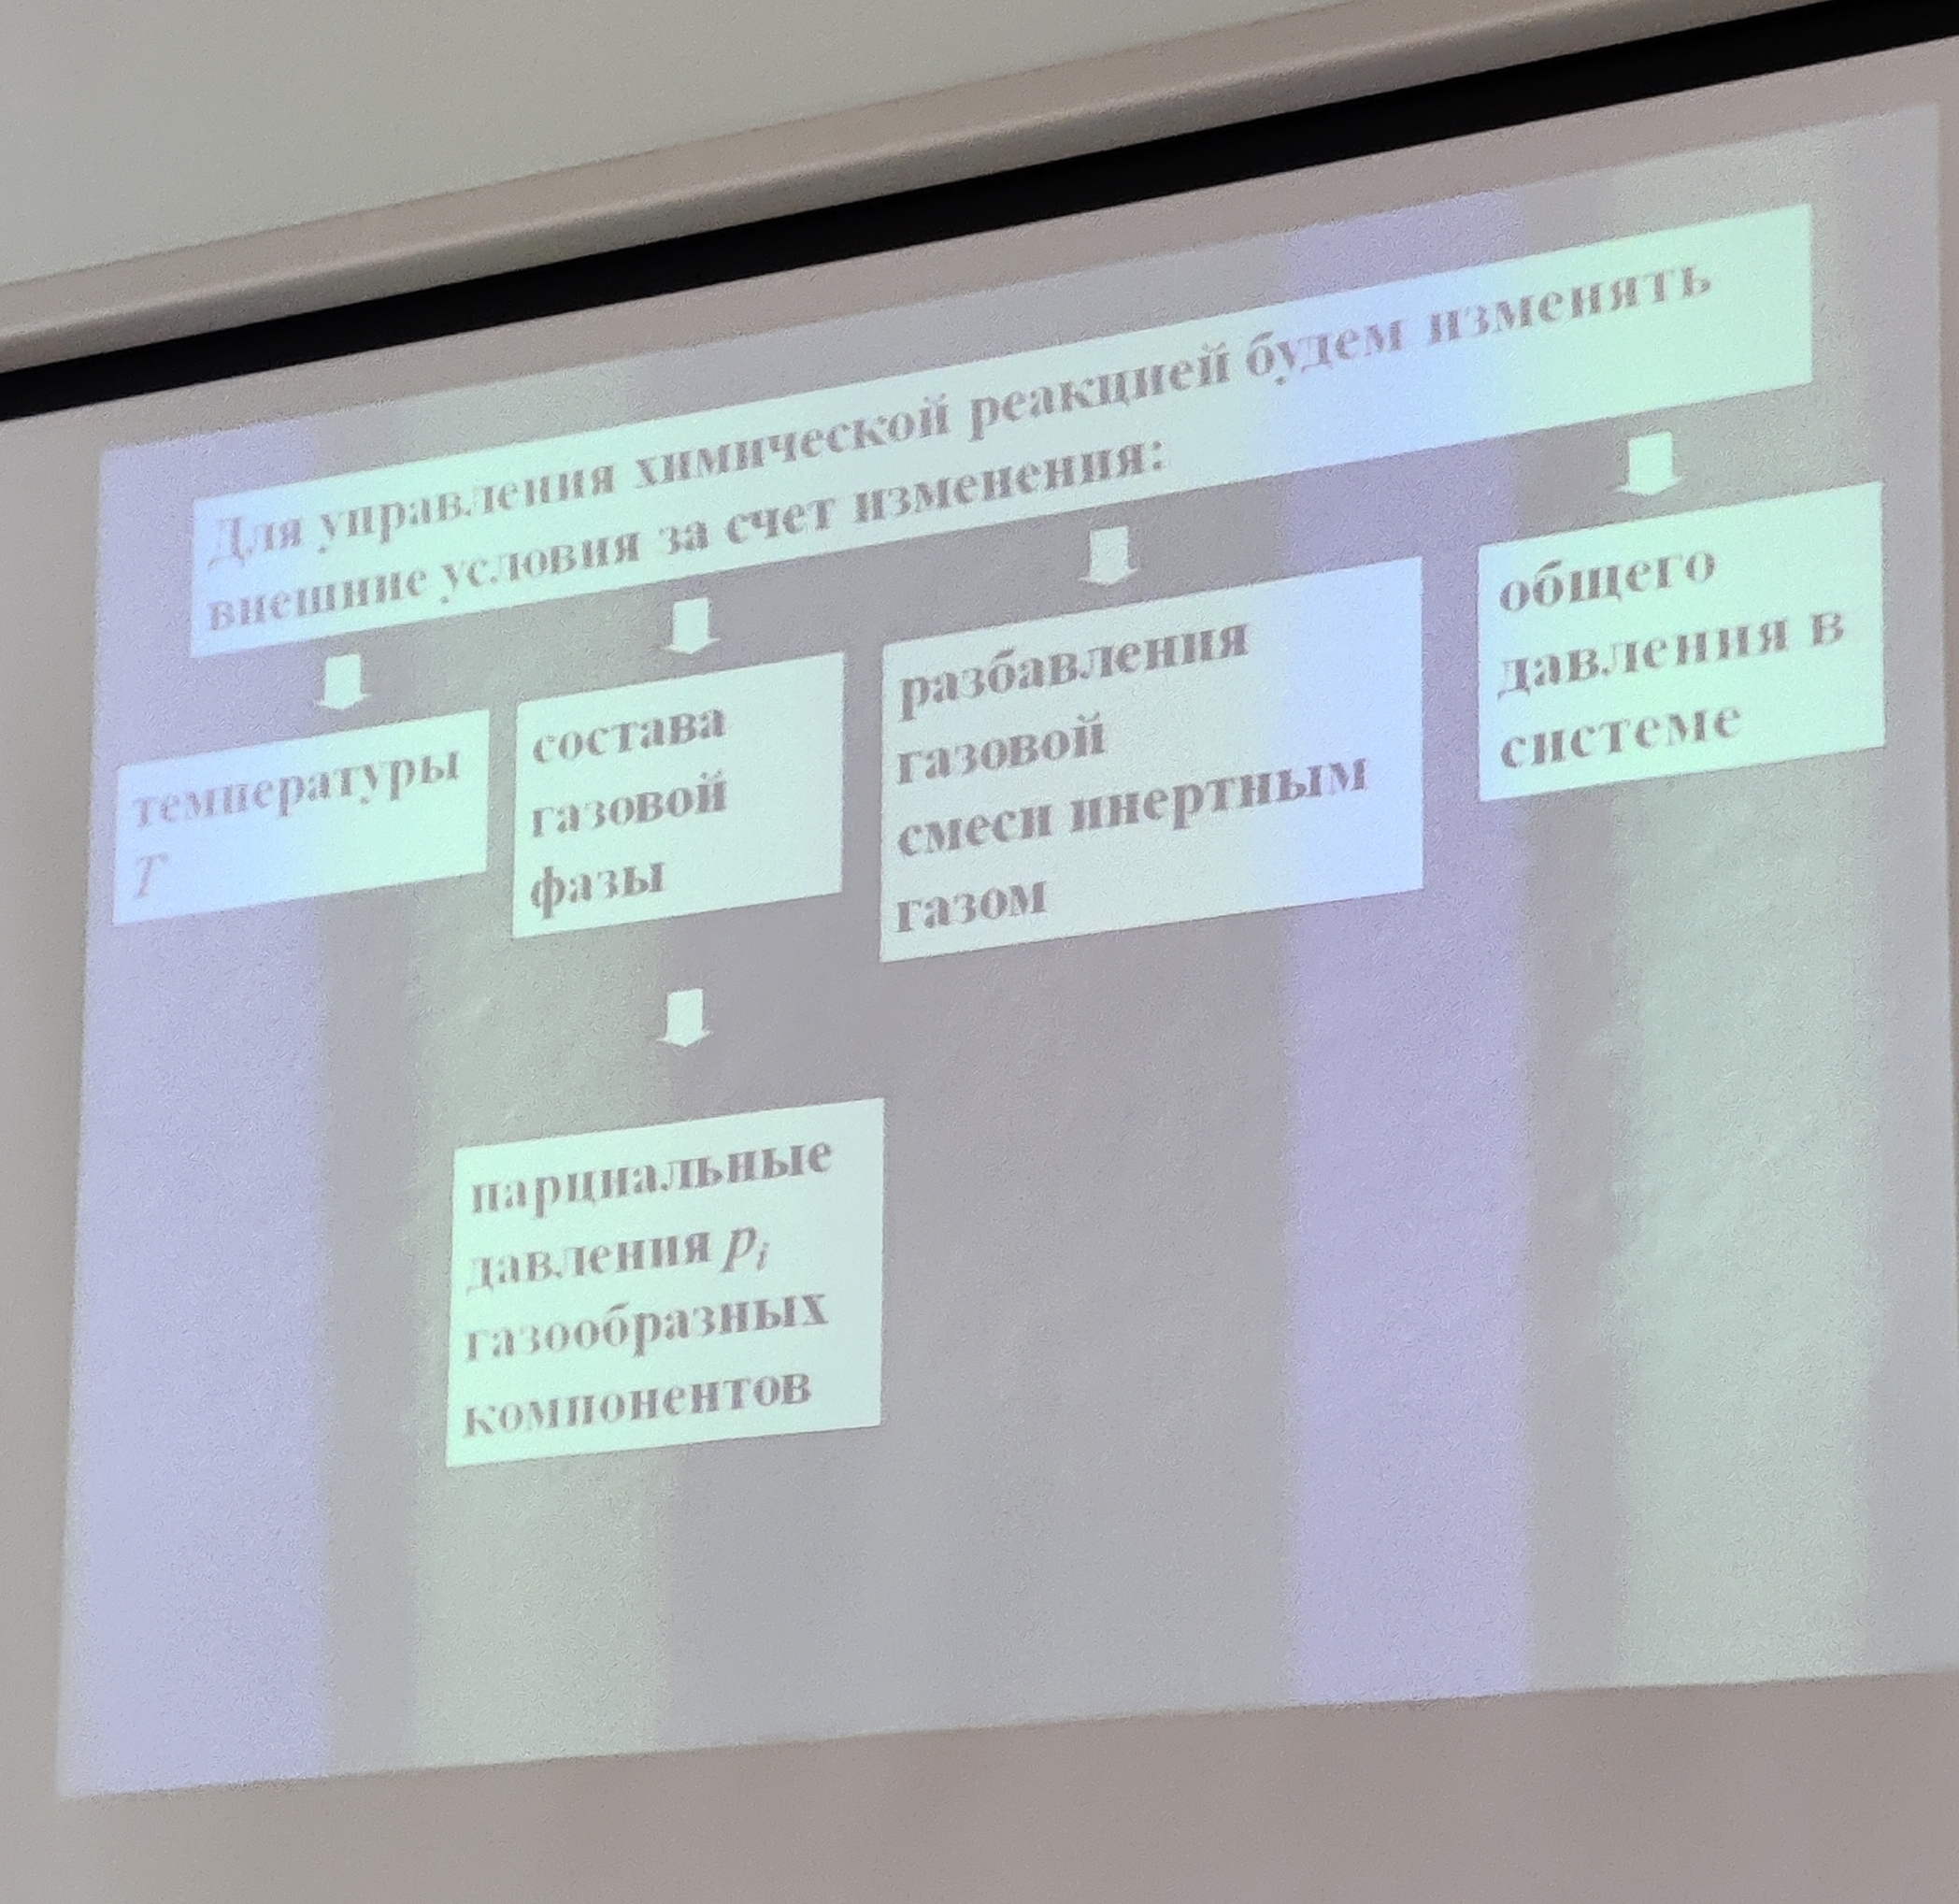 Для управления химической реакцией будем изменять
внешние условия за счет изменения:
температуры
T
состава
газовой
фазы
разбавления
газовой
смеси инертным
газом
общего
давления в
системе
парциальные
давления pᵢ
газообразных
компонентов